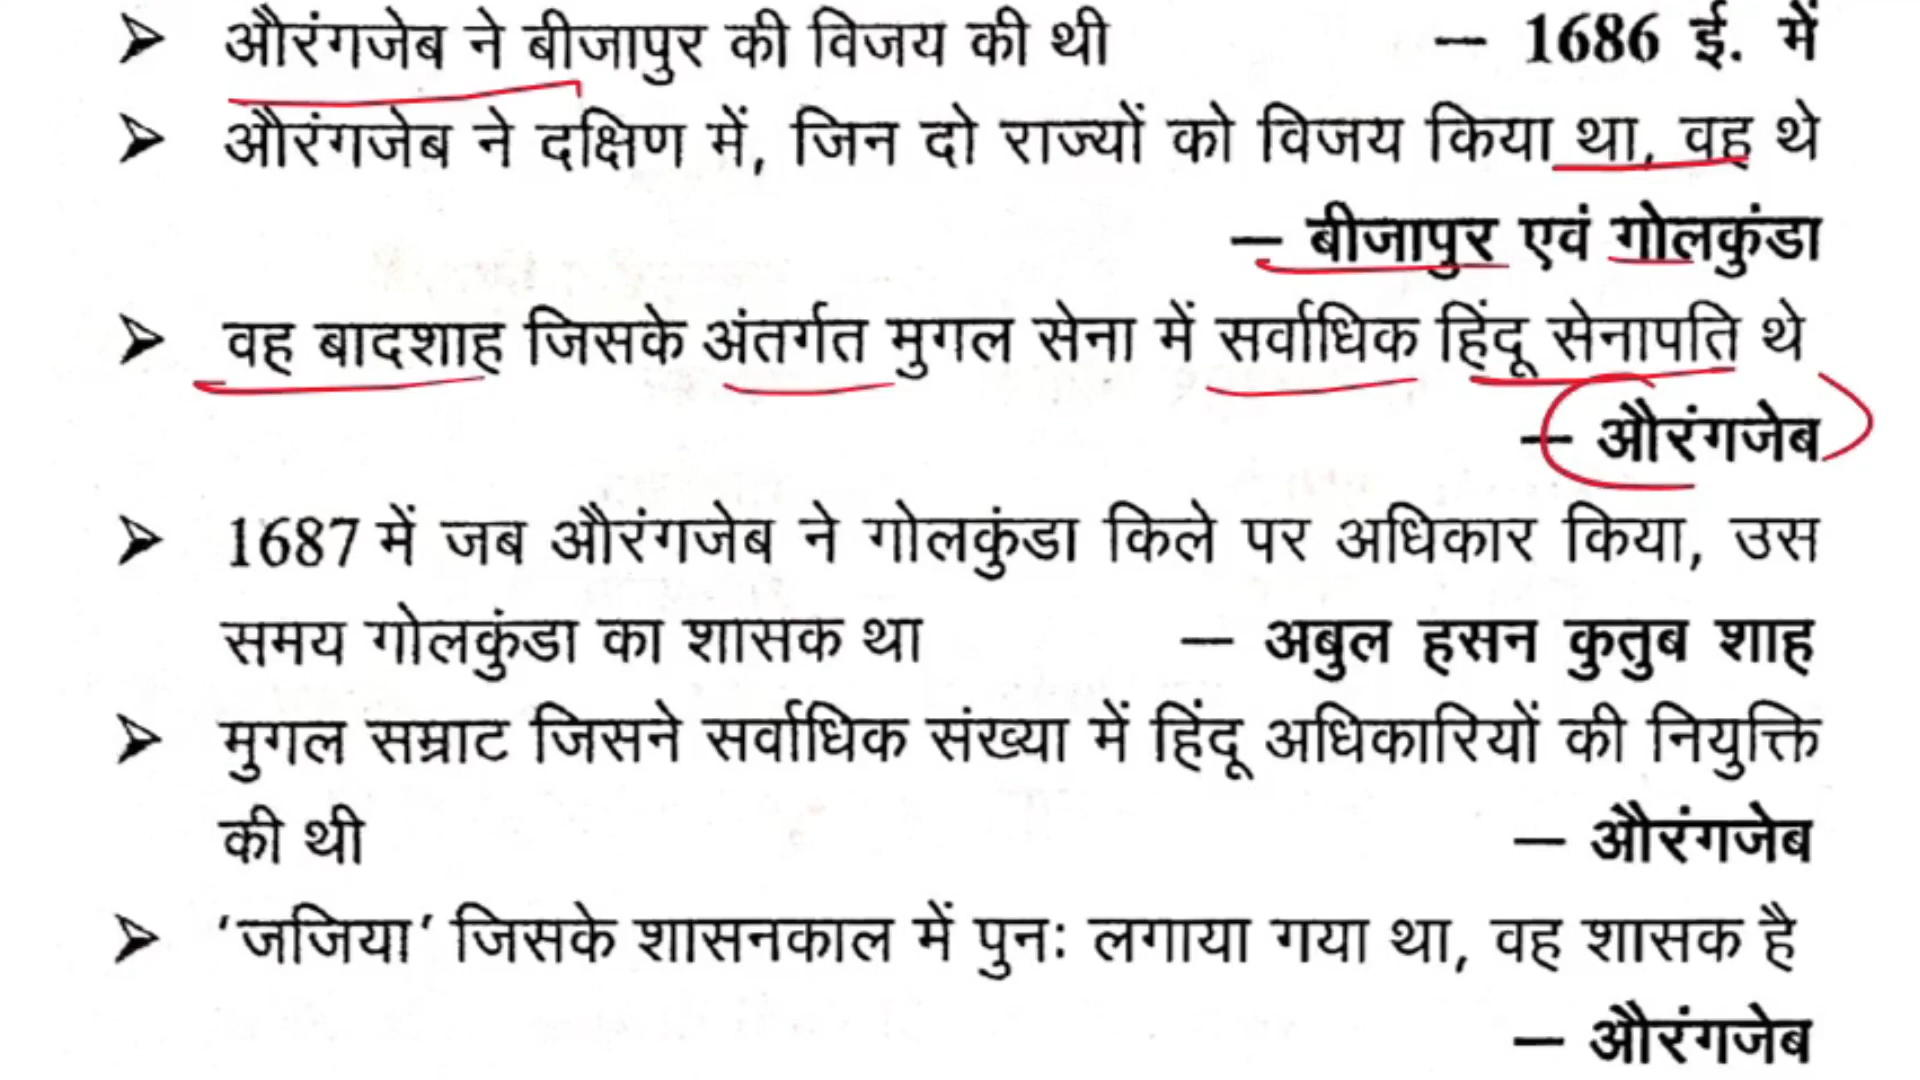 ➢ औरंगजेब ने बीजापुर की विजय की थी — 1686 ई. में
➢ औरंगजेब ने दक्षिण में, जिन दो राज्यों को विजय किया था, वह थे
— बीजापुर एवं गोलकुंडा
➢ वह बादशाह जिसके अंतर्गत मुगल सेना में सर्वाधिक हिंदू सेनापति थे
— औरंगजेब
➢ 1687 में जब औरंगजेब ने गोलकुंडा किले पर अधिकार किया, उस
समय गोलकुंडा का शासक था — अबुल हसन कुतुब शाह
➢ मुगल सम्राट जिसने सर्वाधिक संख्या में हिंदू अधिकारियों की नियुक्ति
की थी — औरंगजेब
➢ 'जजिया' जिसके शासनकाल में पुनः लगाया गया था, वह शासक है
— औरंगजेब